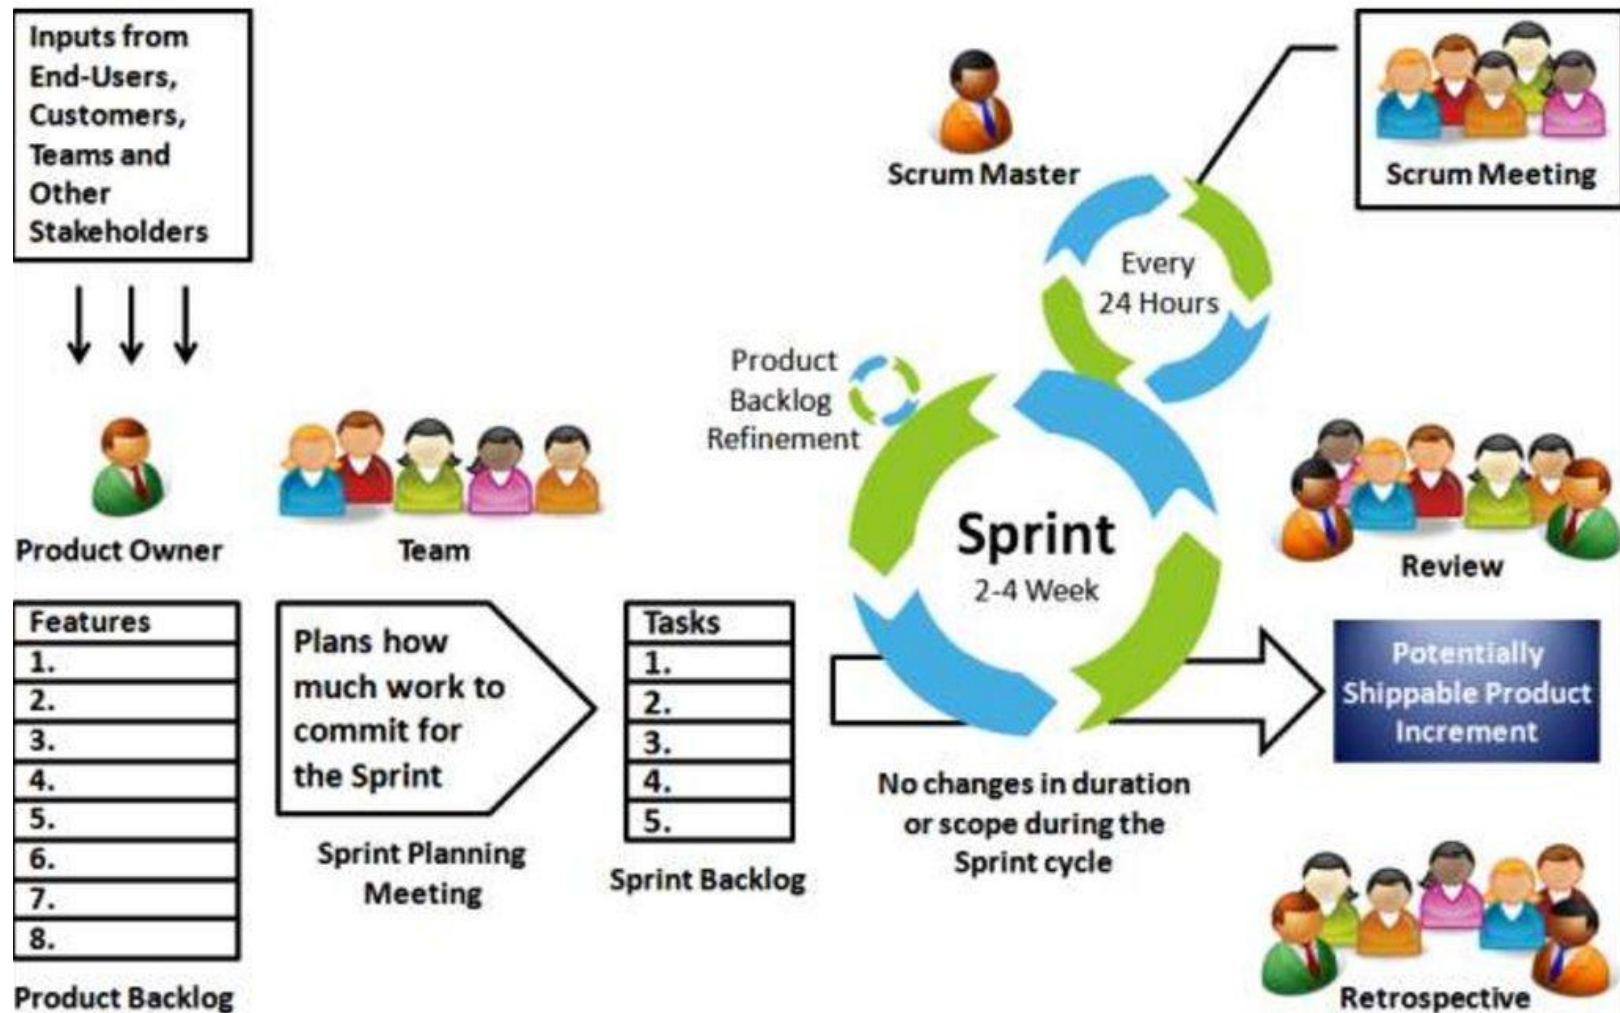 Inputs from
End-Users,
Customers,
Teams and
Other
Stakeholders
Product Owner
Team
Features
1.
2.
3.
4.
5.
6.
7.
8.
Product Backlog
Plans how
much work to
commit for
the Sprint
Sprint Planning
Meeting
Tasks
1.
2.
3.
4.
5.
Sprint Backlog
Scrum Master
Scrum Meeting
Every
24 Hours
Product
Backlog
Refinement
Sprint
2-4 Week
No changes in duration
or scope during the
Sprint cycle
Review
Potentially
Shippable Product
Increment
Retrospective